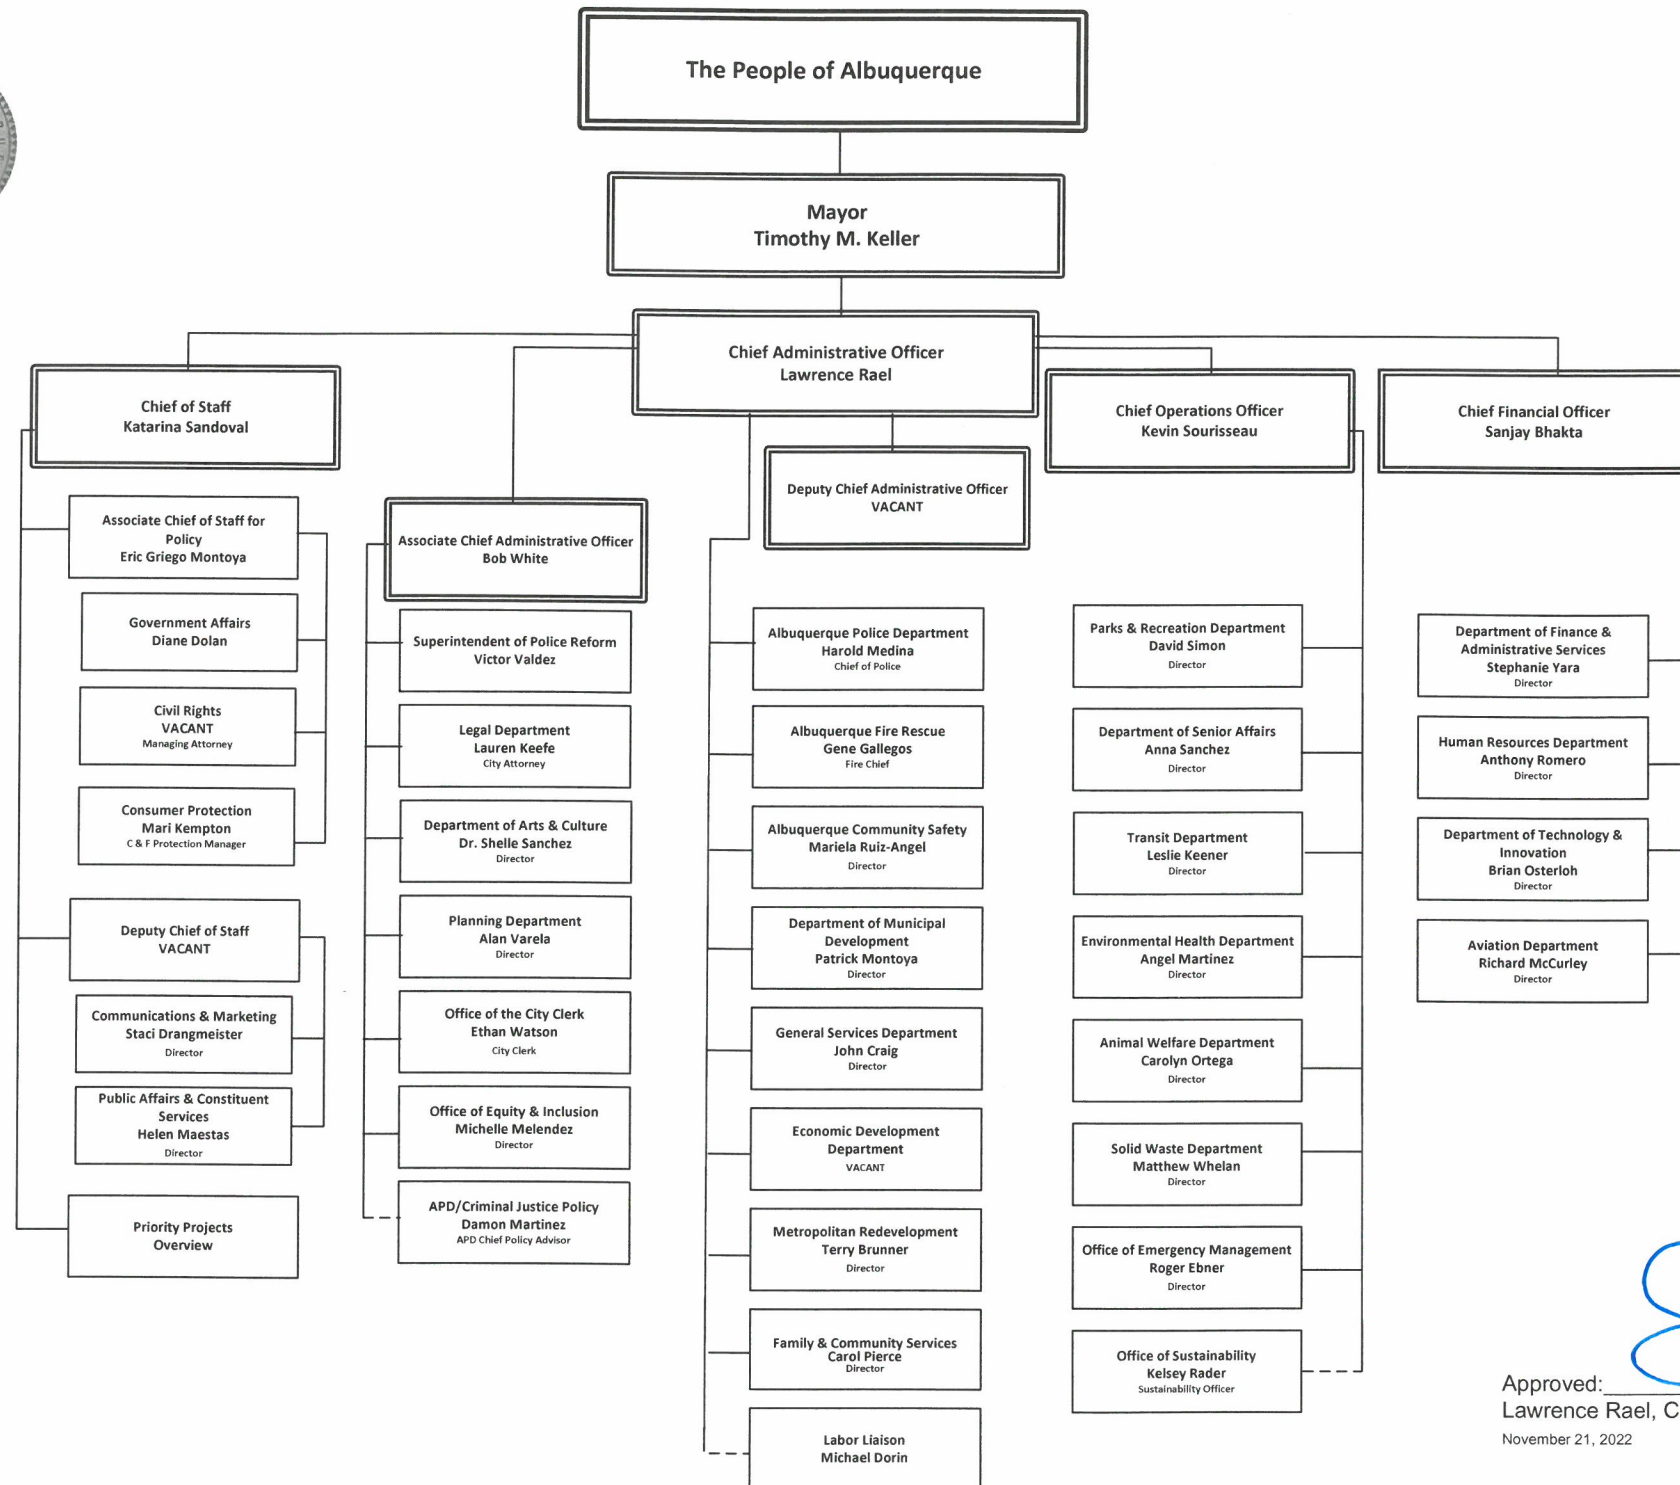 The People of Albuquerque
Mayor
Timothy M. Keller
Chief Administrative Officer
Lawrence Rael
Chief of Staff
Katarina Sandoval
Associate Chief of Staff for
Policy
Eric Griego Montoya
Government Affairs
Diane Dolan
Civil Rights
VACANT
Managing Attorney
Consumer Protection
Mari Kempton
C & F Protection Manager
Deputy Chief of Staff
VACANT
Communications & Marketing
Staci Drangmeister
Director
Public Affairs & Constituent
Services
Helen Maestas
Director
Priority Projects
Overview
Associate Chief Administrative Officer
Bob White
Superintendent of Police Reform
Victor Valdez
Legal Department
Lauren Keefe
City Attorney
Department of Arts & Culture
Dr. Shelle Sanchez
Director
Planning Department
Alan Varela
Director
Office of the City Clerk
Ethan Watson
City Clerk
Office of Equity & Inclusion
Michelle Melendez
Director
APD/Criminal Justice Policy
Damon Martinez
APD Chief Policy Advisor
Deputy Chief Administrative Officer
VACANT
Albuquerque Police Department
Harold Medina
Chief of Police
Albuquerque Fire Rescue
Gene Gallegos
Fire Chief
Albuquerque Community Safety
Mariela Ruiz-Angel
Director
Department of Municipal
Development
Patrick Montoya
Director
General Services Department
John Craig
Director
Economic Development
Department
VACANT
Metropolitan Redevelopment
Terry Brunner
Director
Family & Community Services
Carol Pierce
Director
Labor Liaison
Michael Dorin
Chief Operations Officer
Kevin Sourisseau
Parks & Recreation Department
David Simon
Director
Department of Senior Affairs
Anna Sanchez
Director
Transit Department
Leslie Keener
Director
Environmental Health Department
Angel Martinez
Director
Animal Welfare Department
Carolyn Ortega
Director
Solid Waste Department
Matthew Whelan
Director
Office of Emergency Management
Roger Ebner
Director
Office of Sustainability
Kelsey Rader
Sustainability Officer
Chief Financial Officer
Sanjay Bhakta
Department of Finance &
Administrative Services
Stephanie Yara
Director
Human Resources Department
Anthony Romero
Director
Department of Technology &
Innovation
Brian Osterloh
Director
Aviation Department
Richard McCurley
Director
Approved:
Lawrence Rael, C
November 21, 2022